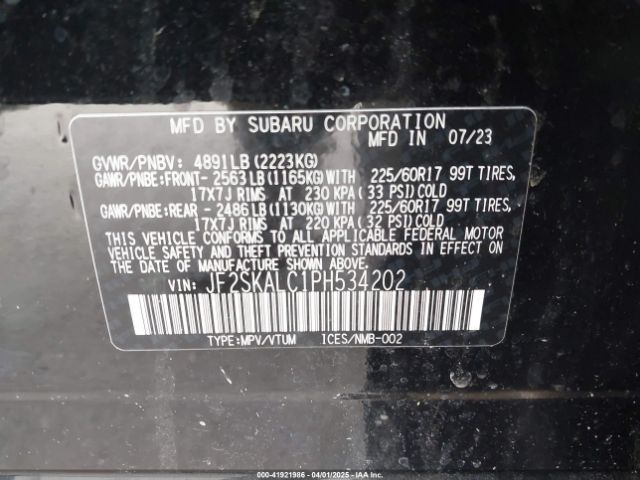 MFD BY SUBARU CORPORATION
MFD IN 07/23
GVWR/PNBV: 4891LB(2223KG)
GAWR/PNBE:FRONT- 2563LB(1165KG)WITH 225/60R17 99T TIRES,
17X7J RIMS AT 230 KPA(33 PSI)COLD
GAWR/PNBE:REAR - 2486LB(1130KG)WITH 225/60R17 99T TIRES,
17X7J RIMS AT 220 KPA(32 PSI)COLD
THIS VEHICLE CONFORMS TO ALL APPLICABLE FEDERAL MOTOR
VEHICLE SAFETY AND THEFT PREVENTION STANDARDS IN EFFECT
ON THE DATE OF MANUFACTURE SHOWN ABOVE.
VIN: JF2SKALC1PH534202
TYPE:MPV/VTUM ICES/NMB-002
000-41921986 - 04/01/2025 - IAAI.COM